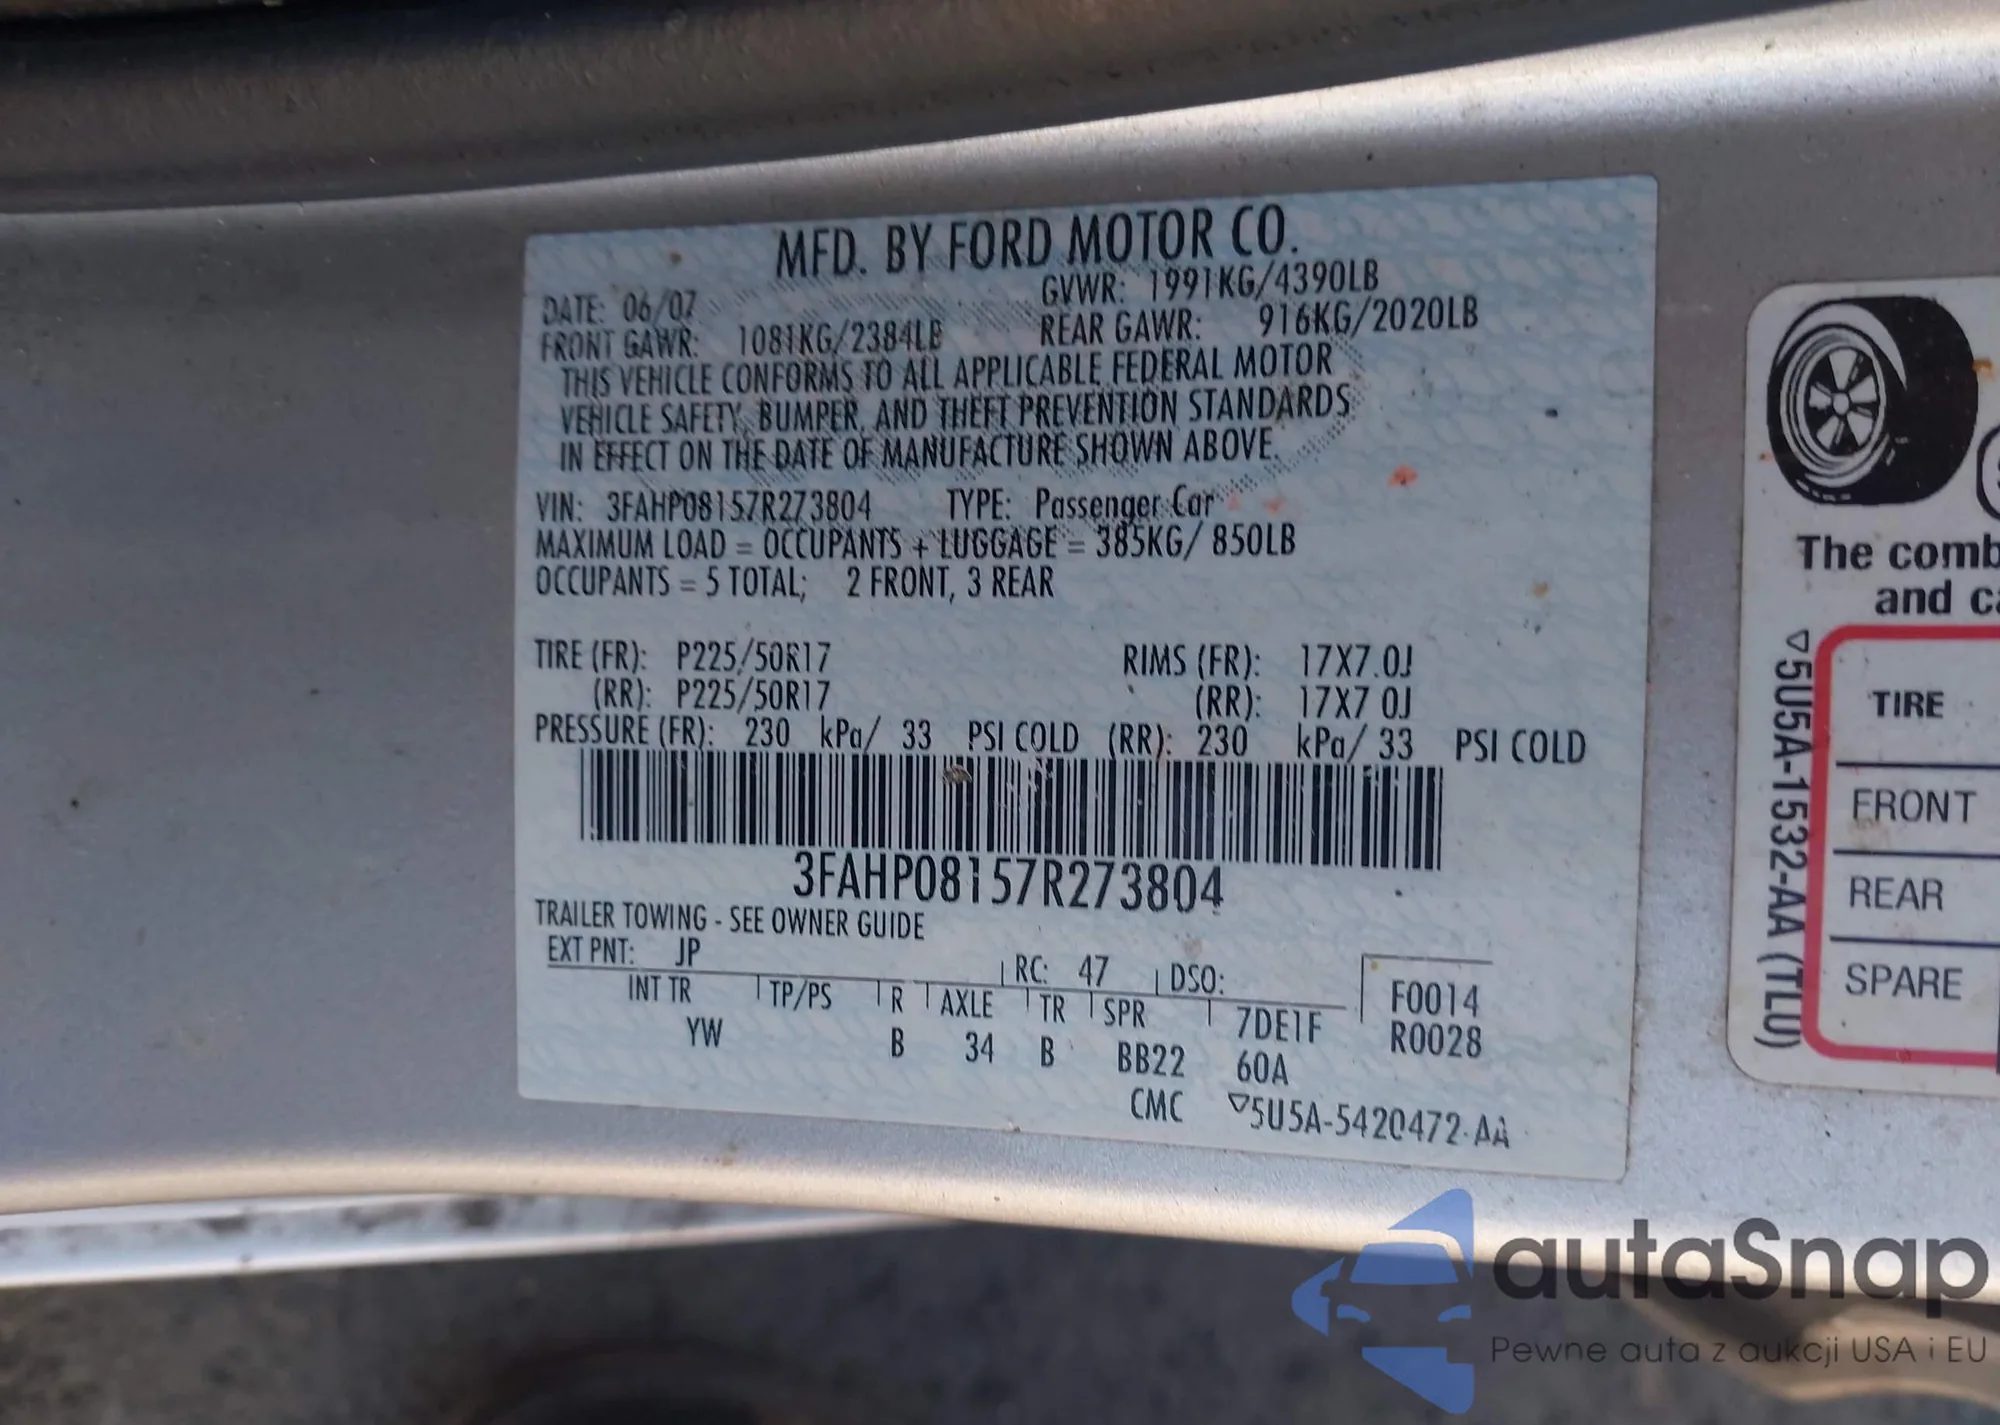 MFD. BY FORD MOTOR CO.
DATE: 06/07 GVWR: 1991KG/4390LB
FRONT GAWR: 1081KG/2384LB REAR GAWR: 916KG/2020LB
THIS VEHICLE CONFORMS TO ALL APPLICABLE FEDERAL MOTOR
VEHICLE SAFETY, BUMPER, AND THEFT PREVENTION STANDARDS
IN EFFECT ON THE DATE OF MANUFACTURE SHOWN ABOVE.
VIN: 3FAHP08157R273804 TYPE: Passenger Car
MAXIMUM LOAD = OCCUPANTS + LUGGAGE = 385KG/ 850LB
OCCUPANTS = 5 TOTAL; 2 FRONT, 3 REAR
TIRE (FR): P225/50R17 RIMS (FR): 17X7.0J
(RR): P225/50R17 (RR): 17X7 0J
PRESSURE (FR): 230 kPa/ 33 PSI COLD (RR): 230 kPa/ 33 PSI COLD
3FAHP08157R273804
TRAILER TOWING - SEE OWNER GUIDE
EXT PNT: JP RC: 47 DSO:
INT TR TP/PS R AXLE TR SPR 7DE1F F0014
YW B 34 B BB22 60A R0028
CMC ▽5U5A-5420472-AA
The comb
and ca
▽5U5A-1532-AA (TLU)
TIRE
FRONT
REAR
SPARE
autaSnap
Pewne auta z aukcji USA i EU